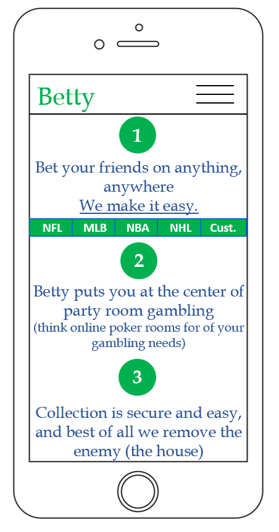 Betty
1
Bet your friends on anything,
anywhere
We make it easy.
NFL MLB NBA NHL Cust.
2
Betty puts you at the center of
party room gambling
(think online poker rooms for of your
gambling needs)
3
Collection is secure and easy,
and best of all we remove the
enemy (the house)